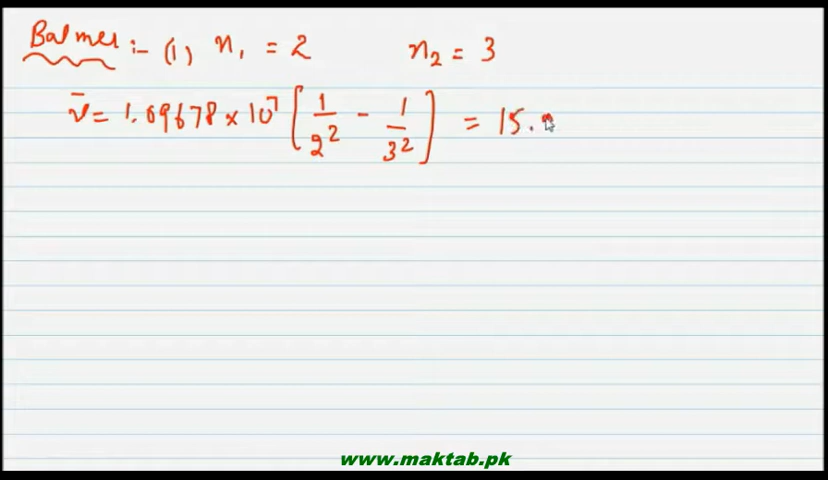 Balmer :- (1) n₁ = 2 n₂ = 3
ν̄ = 1.09678 × 10⁷ [1/2² - 1/3²] = 15.
www.maktab.pk